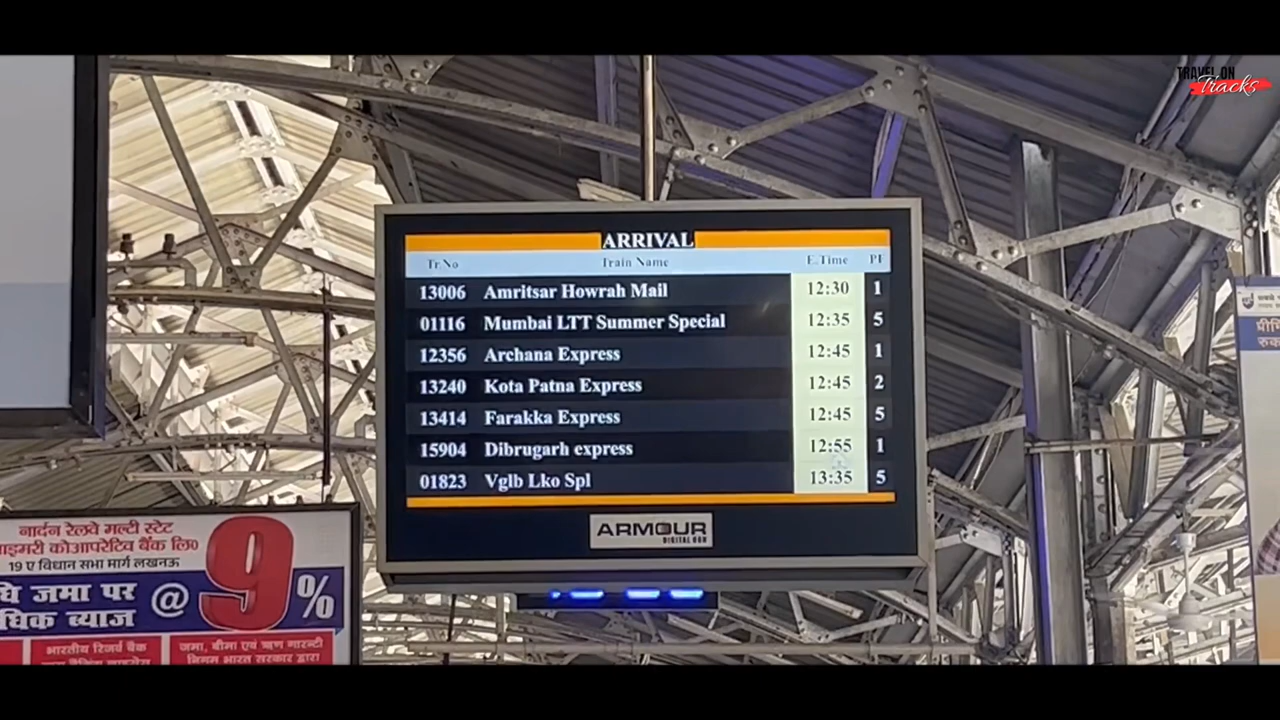 TRAVEL ON
Tracks
ARRIVAL
Tr.No Train Name E.Time PF
13006 Amritsar Howrah Mail 12:30 1
01116 Mumbai LTT Summer Special 12:35 5
12356 Archana Express 12:45 1
13240 Kota Patna Express 12:45 2
13414 Farakka Express 12:45 5
15904 Dibrugarh express 12:55 1
01823 Vglb Lko Spl 13:35 5
ARMOUR
DIGITAL OOH
नार्दन रेलवे मल्टी स्टेट
कोआपरेटिव बैंक लि०
19 ए विधान सभा मार्ग लखनऊ
जमा पर @ 9%
ब्याज
भारतीय रिजर्व बैंक
जमा, बीमा एवं ऋण गारन्टी
निगम भारत सरकार द्वारा